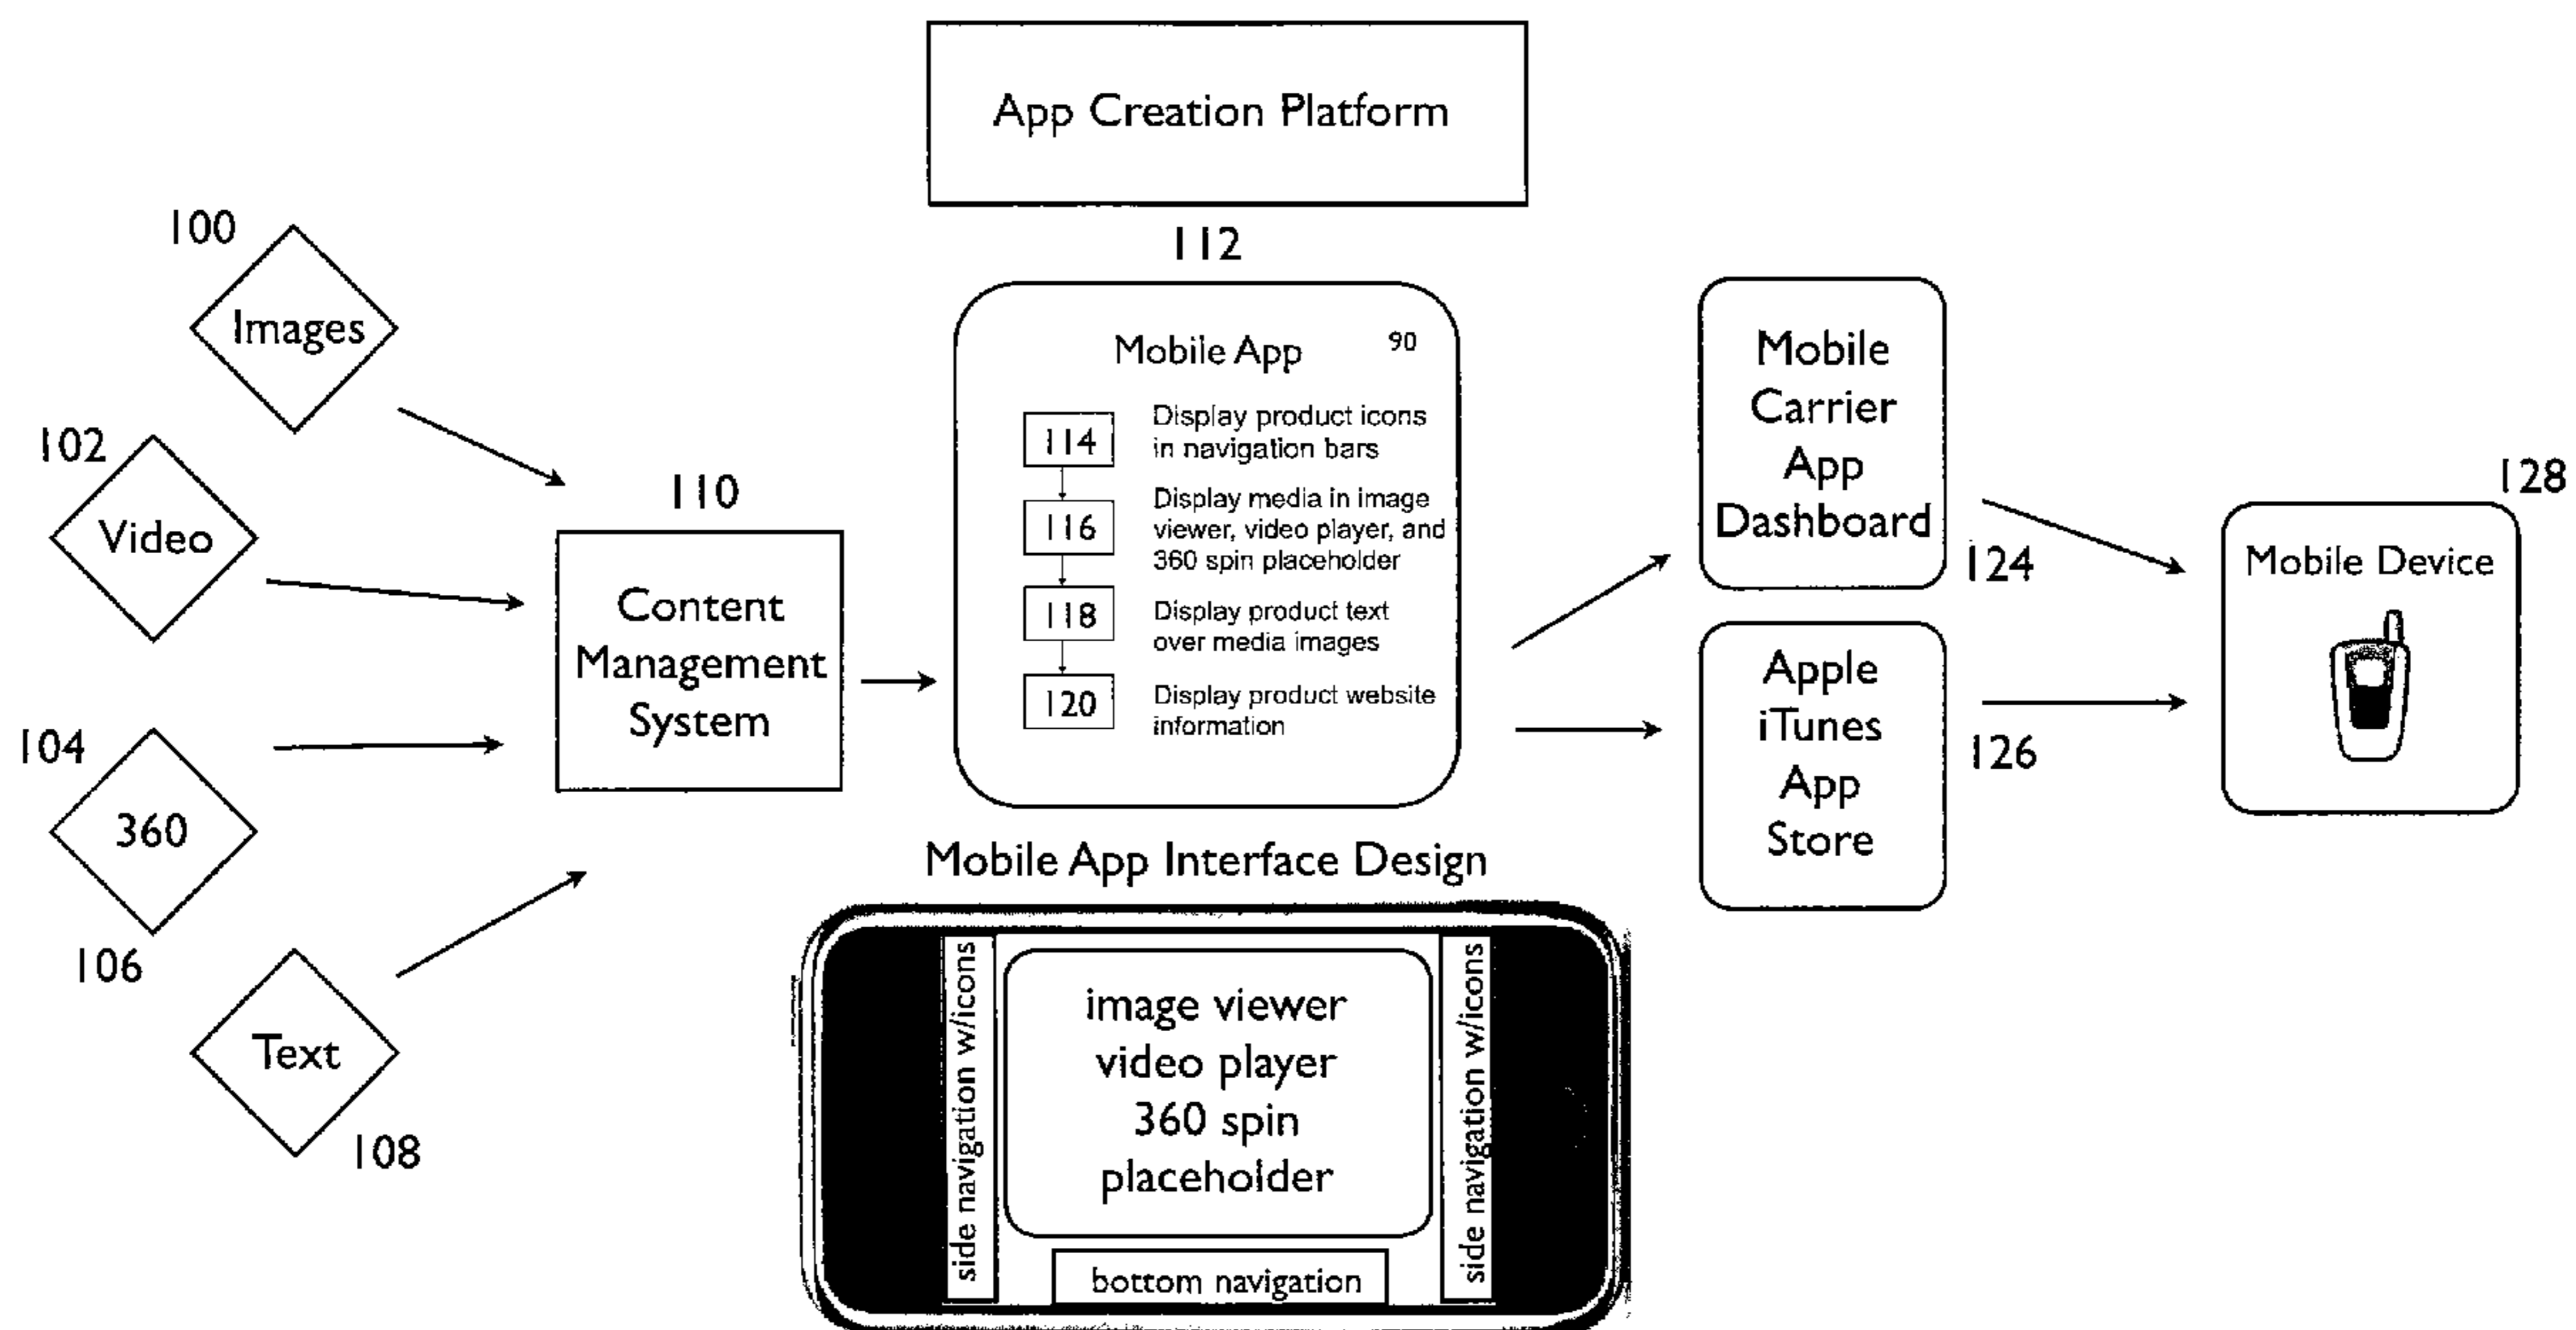 App Creation Platform
112
100
Images
102
Video
104
360
106
Text
108
110
Content
Management
System
Mobile App
90
114
Display product icons
in navigation bars
116
Display media in image
viewer, video player, and
360 spin placeholder
118
Display product text
over media images
120
Display product website
information
Mobile
Carrier
App
Dashboard
124
Apple
iTunes
App
Store
126
128
Mobile Device
Mobile App Interface Design
side navigation w/icons
image viewer
video player
360 spin
placeholder
side navigation w/icons
bottom navigation